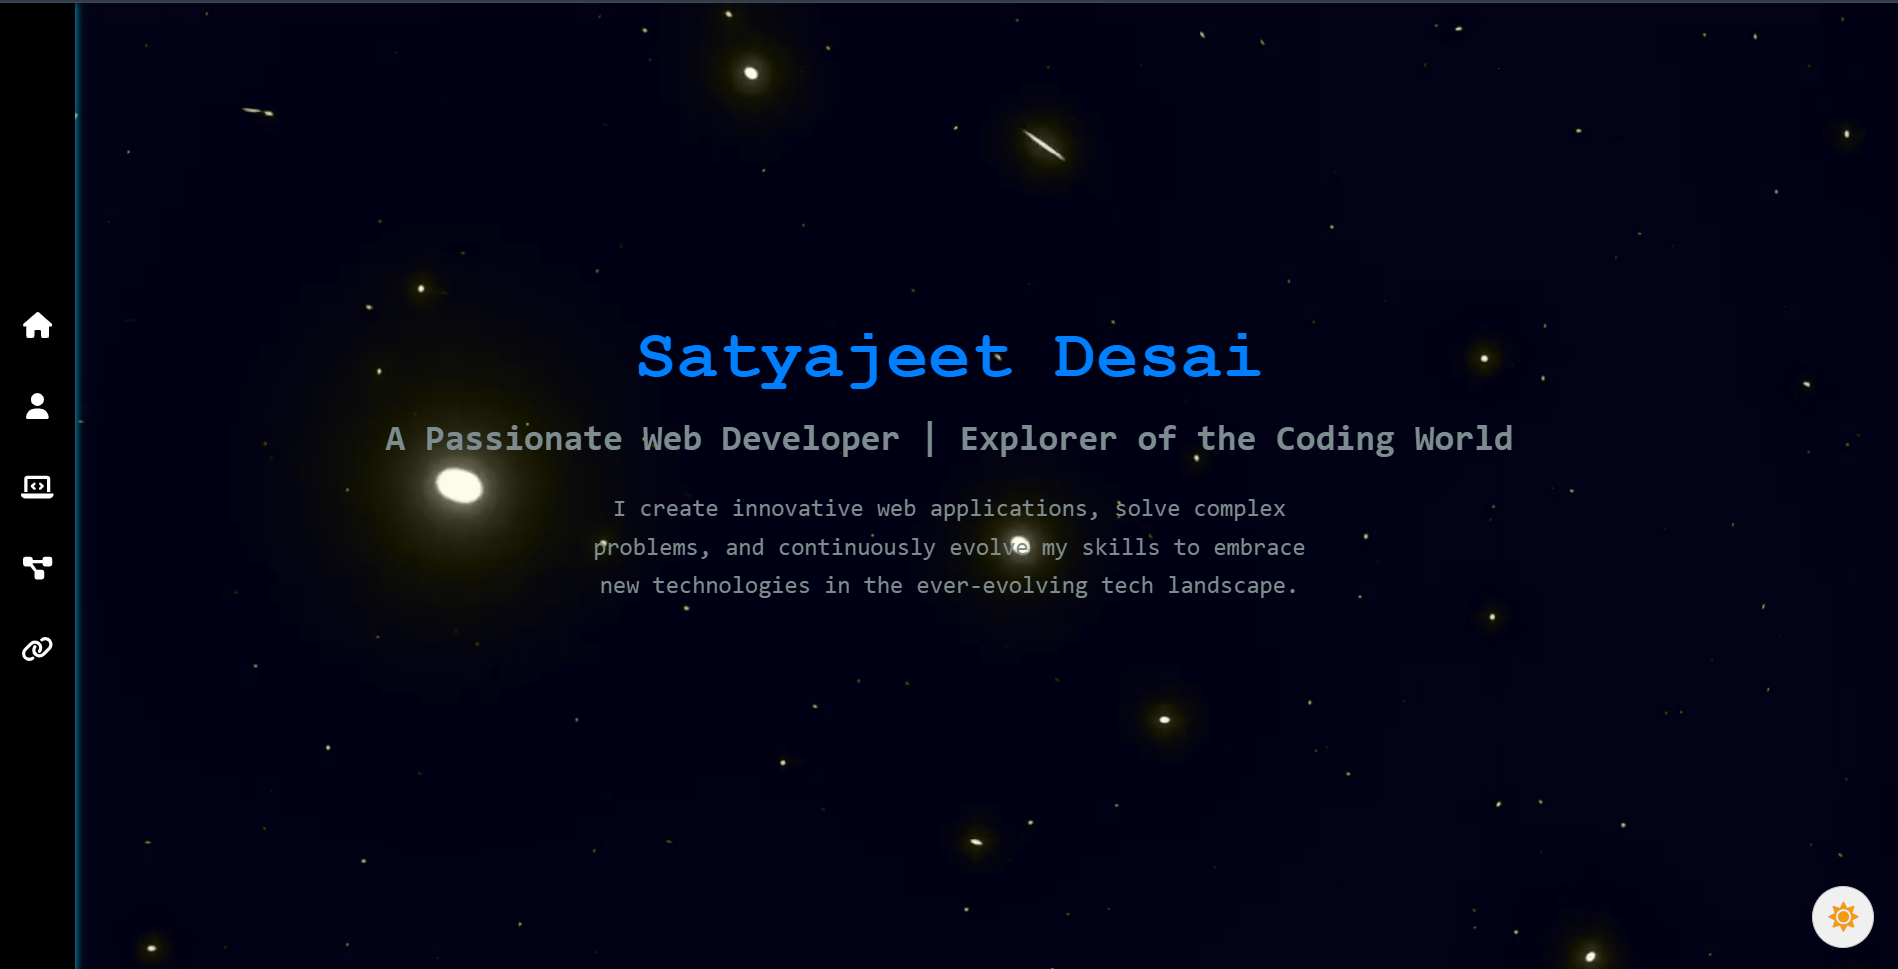 Satyajeet Desai
A Passionate Web Developer | Explorer of the Coding World
I create innovative web applications, solve complex
problems, and continuously evolve my skills to embrace
new technologies in the ever-evolving tech landscape.